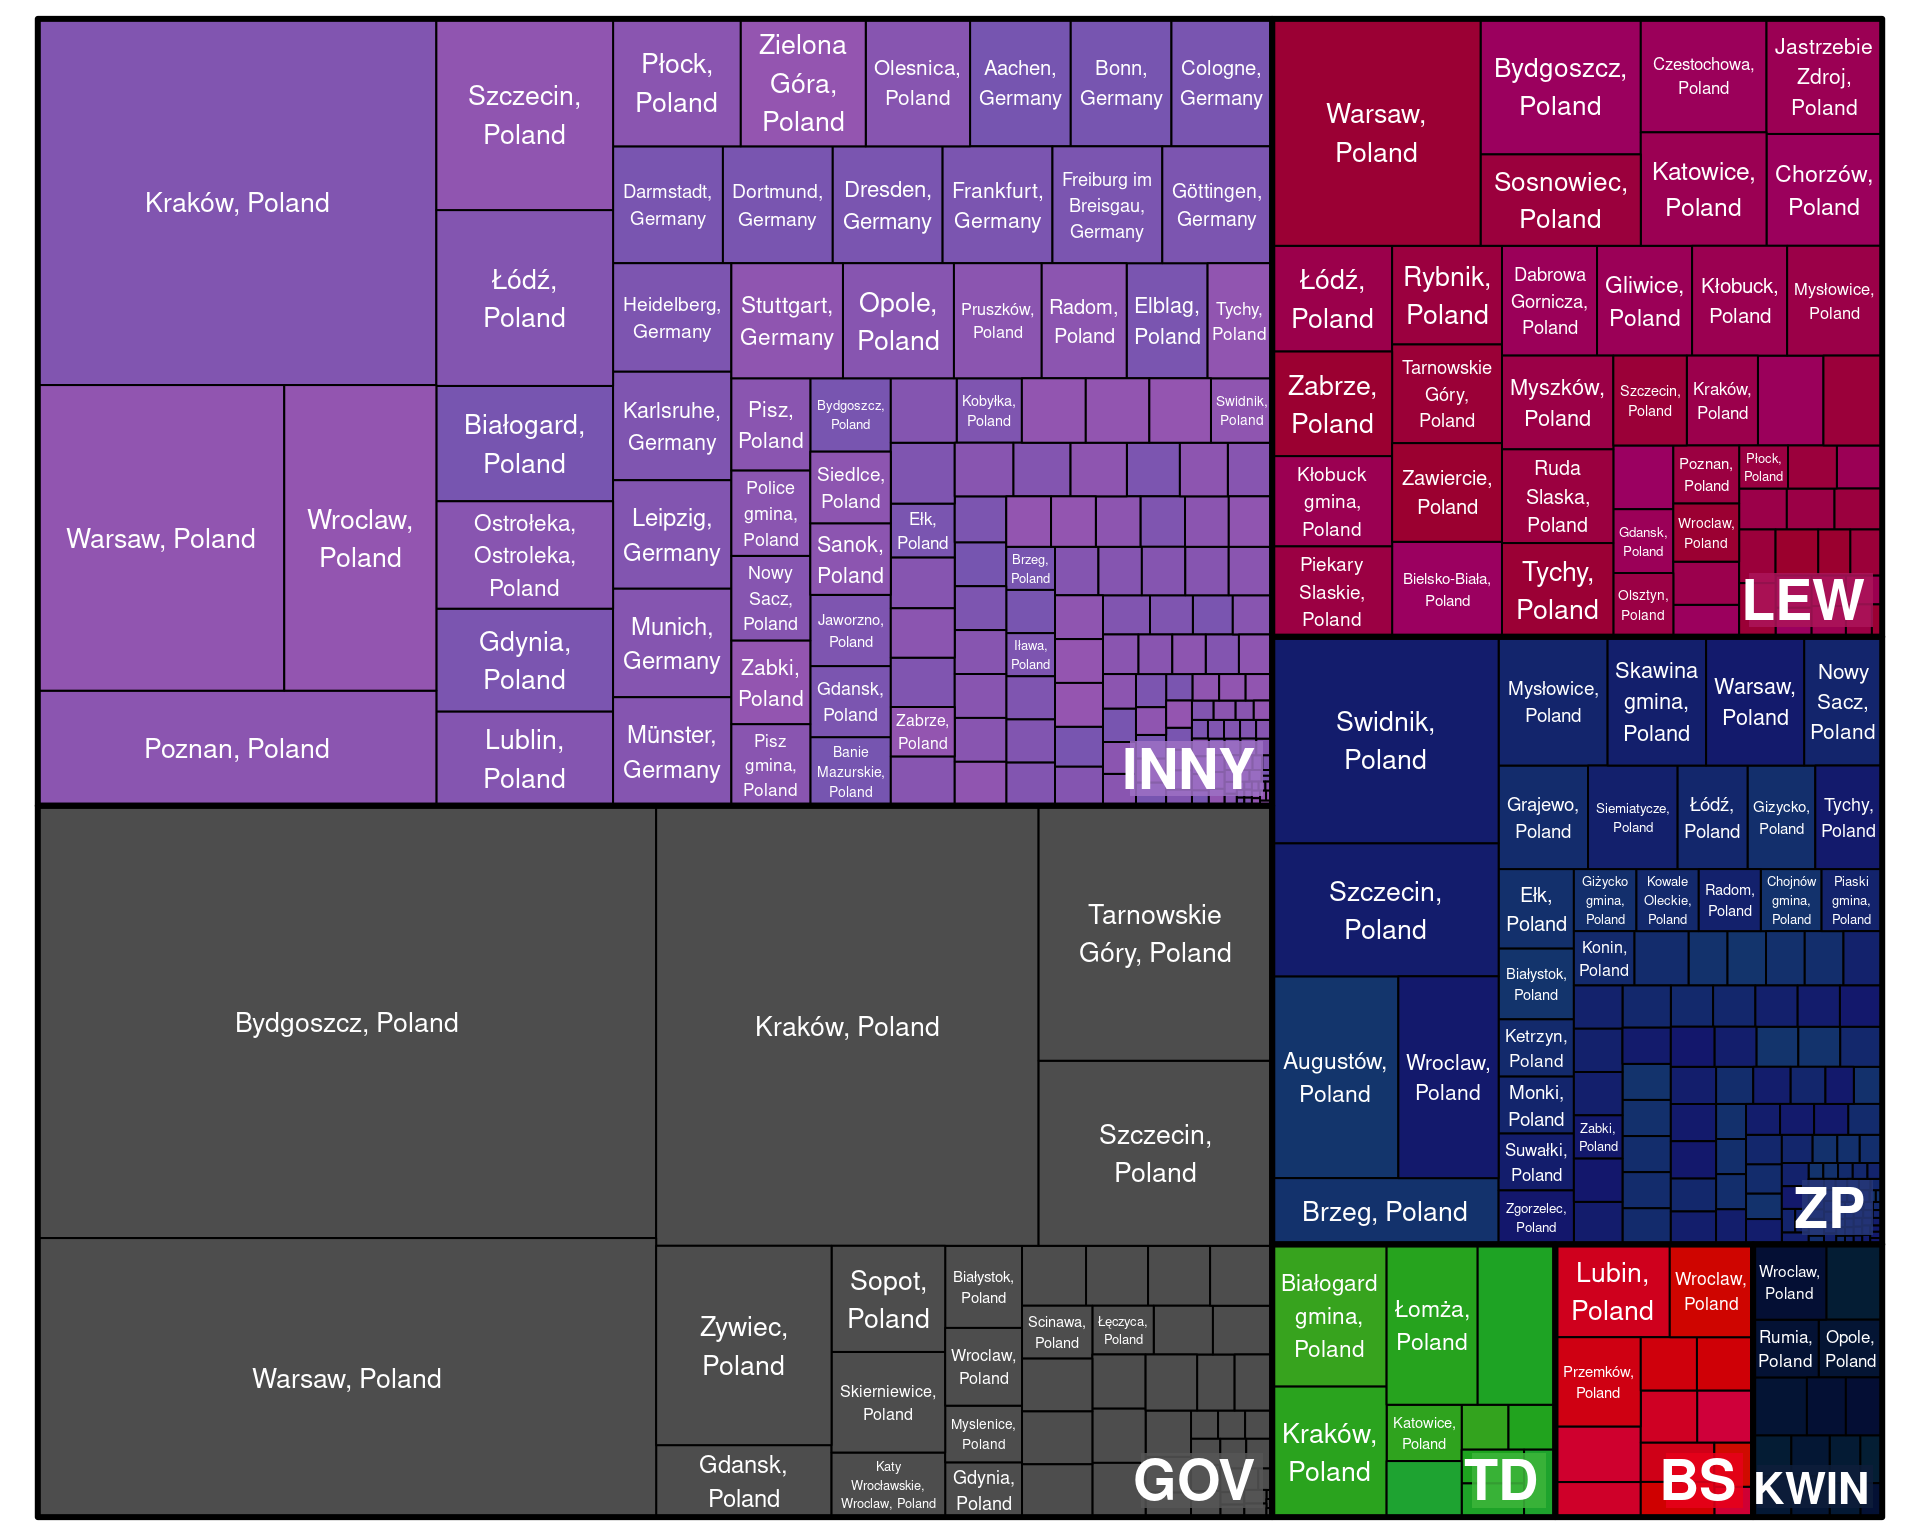 Kraków, Poland
Warsaw, Poland
Wroclaw,
Poland
Poznan, Poland
Szczecin,
Poland
Łódź,
Poland
Białogard,
Poland
Ostrołeka,
Ostroleka,
Poland
Gdynia,
Poland
Lublin,
Poland
Płock,
Poland
Zielona
Góra,
Poland
Olesnica,
Poland
Aachen,
Germany
Bonn,
Germany
Cologne,
Germany
Darmstadt,
Germany
Dortmund,
Germany
Dresden,
Germany
Frankfurt,
Germany
Freiburg im
Breisgau,
Germany
Göttingen,
Germany
Heidelberg,
Germany
Stuttgart,
Germany
Opole,
Poland
Pruszków,
Poland
Radom,
Poland
Elblag,
Poland
Tychy,
Poland
Karlsruhe,
Germany
Leipzig,
Germany
Munich,
Germany
Münster,
Germany
Pisz,
Poland
Police
gmina,
Poland
Nowy
Sacz,
Poland
Zabki,
Poland
Pisz
gmina,
Poland
Bydgoszcz,
Poland
Siedlce,
Poland
Sanok,
Poland
Jaworzno,
Poland
Gdansk,
Poland
Banie
Mazurskie,
Poland
Kobyłka,
Poland
Swidnik,
Poland
Ełk,
Poland
Zabrze,
Poland
Brzeg,
Poland
Iława,
Poland
INNY
Bydgoszcz, Poland
Warsaw, Poland
Kraków, Poland
Tarnowskie
Góry, Poland
Szczecin,
Poland
Zywiec,
Poland
Gdansk,
Poland
Sopot,
Poland
Skierniewice,
Poland
Katy
Wrocławskie,
Wroclaw, Poland
Białystok,
Poland
Wroclaw,
Poland
Myslenice,
Poland
Gdynia,
Poland
Scinawa,
Poland
Łęczyca,
Poland
GOV
Warsaw,
Poland
Bydgoszcz,
Poland
Sosnowiec,
Poland
Czestochowa,
Poland
Jastrzebie
Zdroj,
Poland
Katowice,
Poland
Chorzów,
Poland
Łódź,
Poland
Zabrze,
Poland
Kłobuck
gmina,
Poland
Piekary
Slaskie,
Poland
Rybnik,
Poland
Tarnowskie
Góry,
Poland
Zawiercie,
Poland
Bielsko-Biała,
Poland
Dabrowa
Gornicza,
Poland
Gliwice,
Poland
Kłobuck,
Poland
Mysłowice,
Poland
Myszków,
Poland
Ruda
Slaska,
Poland
Tychy,
Poland
Szczecin,
Poland
Kraków,
Poland
Gdansk,
Poland
Olsztyn,
Poland
Poznan,
Poland
Wroclaw,
Poland
Płock,
Poland
LEW
Swidnik,
Poland
Szczecin,
Poland
Augustów,
Poland
Wroclaw,
Poland
Brzeg, Poland
Mysłowice,
Poland
Skawina
gmina,
Poland
Warsaw,
Poland
Nowy
Sacz,
Poland
Grajewo,
Poland
Siemiatycze,
Poland
Łódź,
Poland
Gizycko,
Poland
Tychy,
Poland
Ełk,
Poland
Białystok,
Poland
Ketrzyn,
Poland
Monki,
Poland
Suwałki,
Poland
Zgorzelec,
Poland
Giżycko
gmina,
Poland
Kowale
Oleckie,
Poland
Radom,
Poland
Chojnów
gmina,
Poland
Piaski
gmina,
Poland
Konin,
Poland
Zabki,
Poland
ZP
Białogard
gmina,
Poland
Kraków,
Poland
Łomża,
Poland
Katowice,
Poland
TD
Lubin,
Poland
Wroclaw,
Poland
Przemków,
Poland
BS
Wroclaw,
Poland
Rumia,
Poland
Opole,
Poland
KWIN